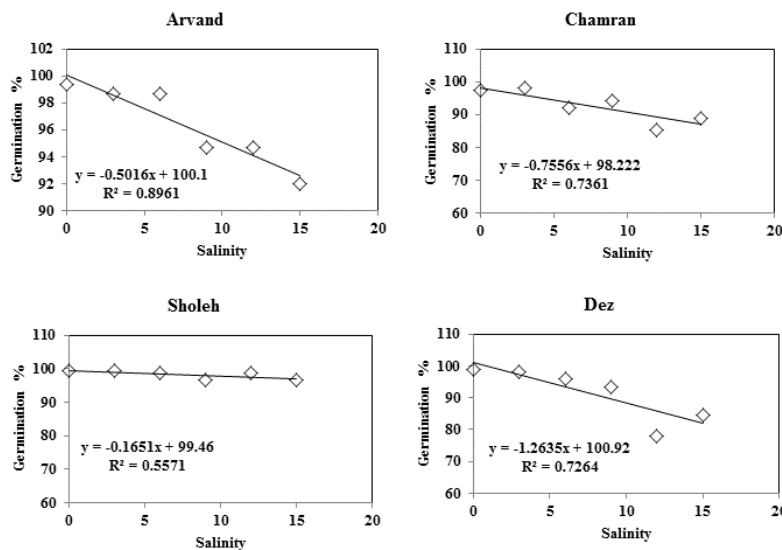 Arvand
102
100
98
96
94
92
90
Germination %
y = -0.5016x + 100.1
R² = 0.8961
0 5 10 15 20
Salinity
Chamran
110
100
90
80
70
60
Germination %
y = -0.7556x + 98.222
R² = 0.7361
0 5 10 15 20
Salinity
Sholeh
110
100
90
80
70
60
Germination %
y = -0.1651x + 99.46
R² = 0.5571
0 5 10 15 20
Salinity
Dez
110
100
90
80
70
60
Germination %
y = -1.2635x + 100.92
R² = 0.7264
0 5 10 15 20
Salinity